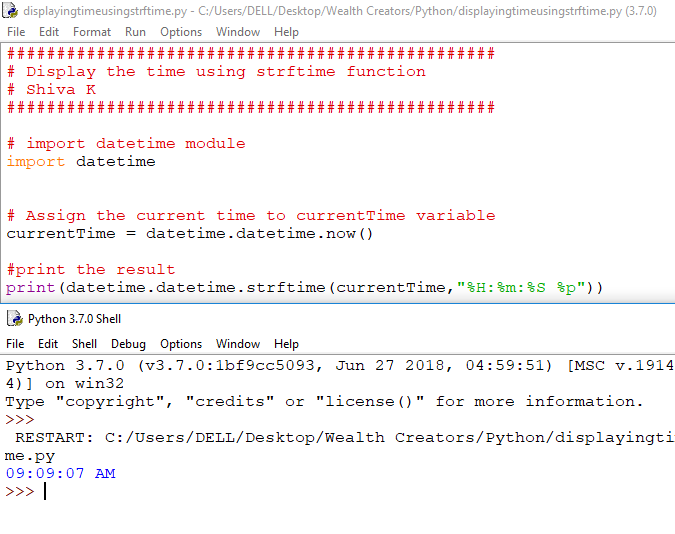 displayingtimeusingstrftime.py - C:/Users/DELL/Desktop/Wealth Creators/Python/displayingtimeusingstrftime.py (3.7.0)
File Edit Format Run Options Window Help
#################################################
# Display the time using strftime function
# Shiva K
#################################################
# import datetime module
import datetime
# Assign the current time to currentTime variable
currentTime = datetime.datetime.now()
#print the result
print(datetime.datetime.strftime(currentTime,"%H:%m:%S %p"))
Python 3.7.0 Shell
File Edit Shell Debug Options Window Help
Python 3.7.0 (v3.7.0:1bf9cc5093, Jun 27 2018, 04:59:51) [MSC v.1914
4)] on win32
Type "copyright", "credits" or "license()" for more information.
>>>
RESTART: C:/Users/DELL/Desktop/Wealth Creators/Python/displayingti
me.py
09:09:07 AM
>>>